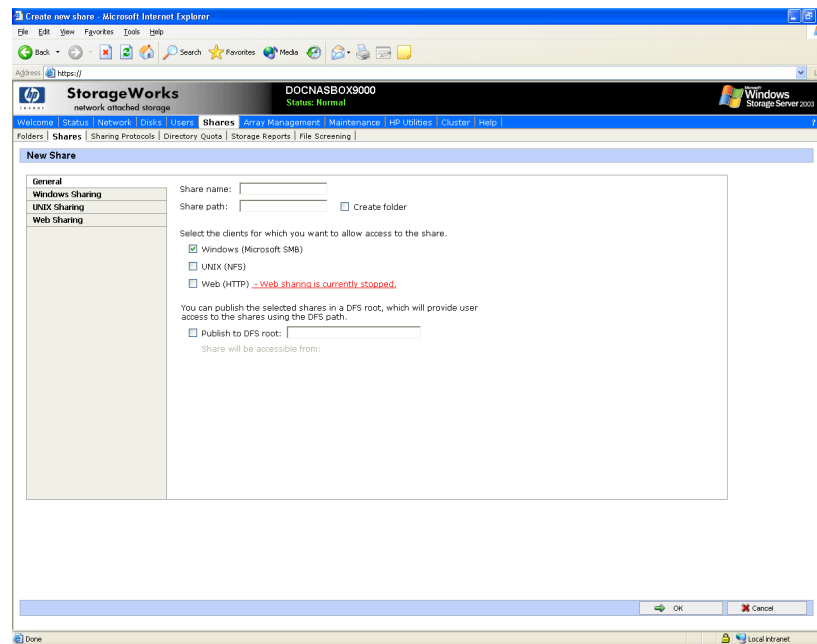 Create new share - Microsoft Internet Explorer
File Edit View Favorites Tools Help
Back Search Favorites Media
Address https://
hp StorageWorks DOCNASBOX9000 Windows
invent network attached storage Status: Normal Storage Server 2003
Welcome Status Network Disks Users Shares Array Management Maintenance HP Utilities Cluster Help ?
Folders Shares Sharing Protocols Directory Quota Storage Reports File Screening
New Share
General
Windows Sharing
UNIX Sharing
Web Sharing
Share name:
Share path: Create folder
Select the clients for which you want to allow access to the share.
Windows (Microsoft SMB)
UNIX (NFS)
Web (HTTP) - Web sharing is currently stopped.
You can publish the selected shares in a DFS root, which will provide user
access to the shares using the DFS path.
Publish to DFS root:
Share will be accessible from:
OK Cancel
Done Local intranet